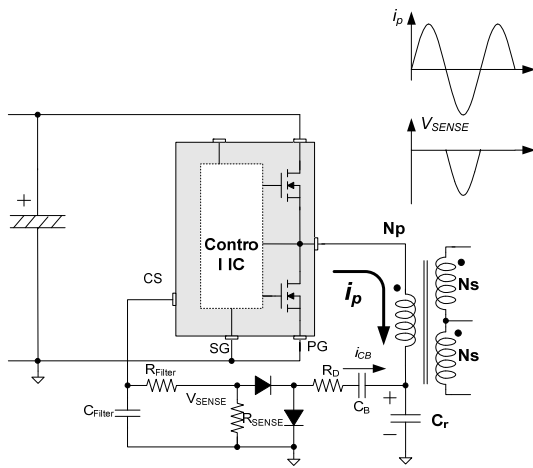 ip
VSENSE
+
Np
Contro
l IC
CS
Ns
ip
Ns
SG
PG
iCB
RFilter
RD
VSENSE
CB
+
CFilter
RSENSE
Cr
−